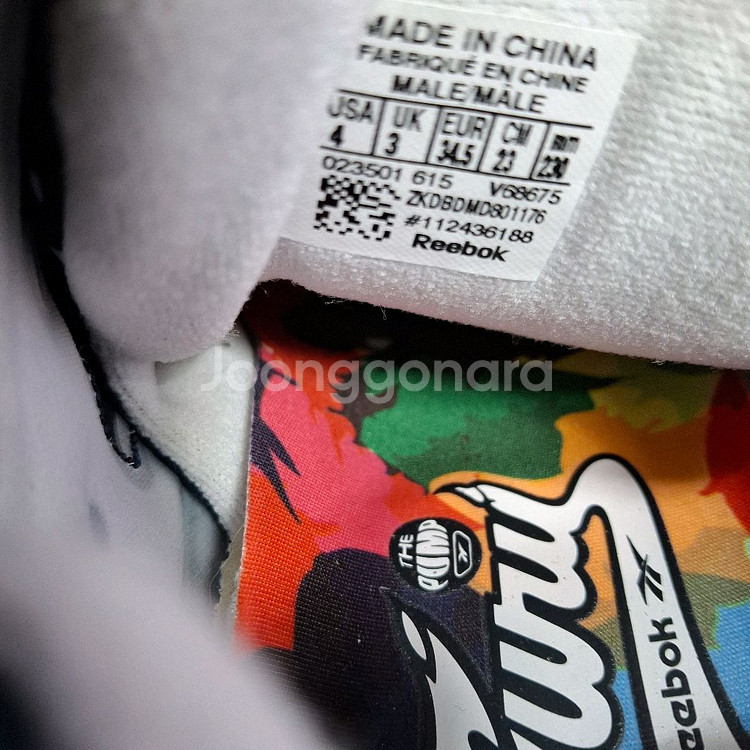 MADE IN CHINA
FABRIQUÉ EN CHINE
MALE/MÂLE
USA UK EUR CM mm
4 3 34.5 23 230
023501 615 V68675
ZKDBDMD801176
#112436188
Reebok
Joonggonara
THE
PUMP
Reebok